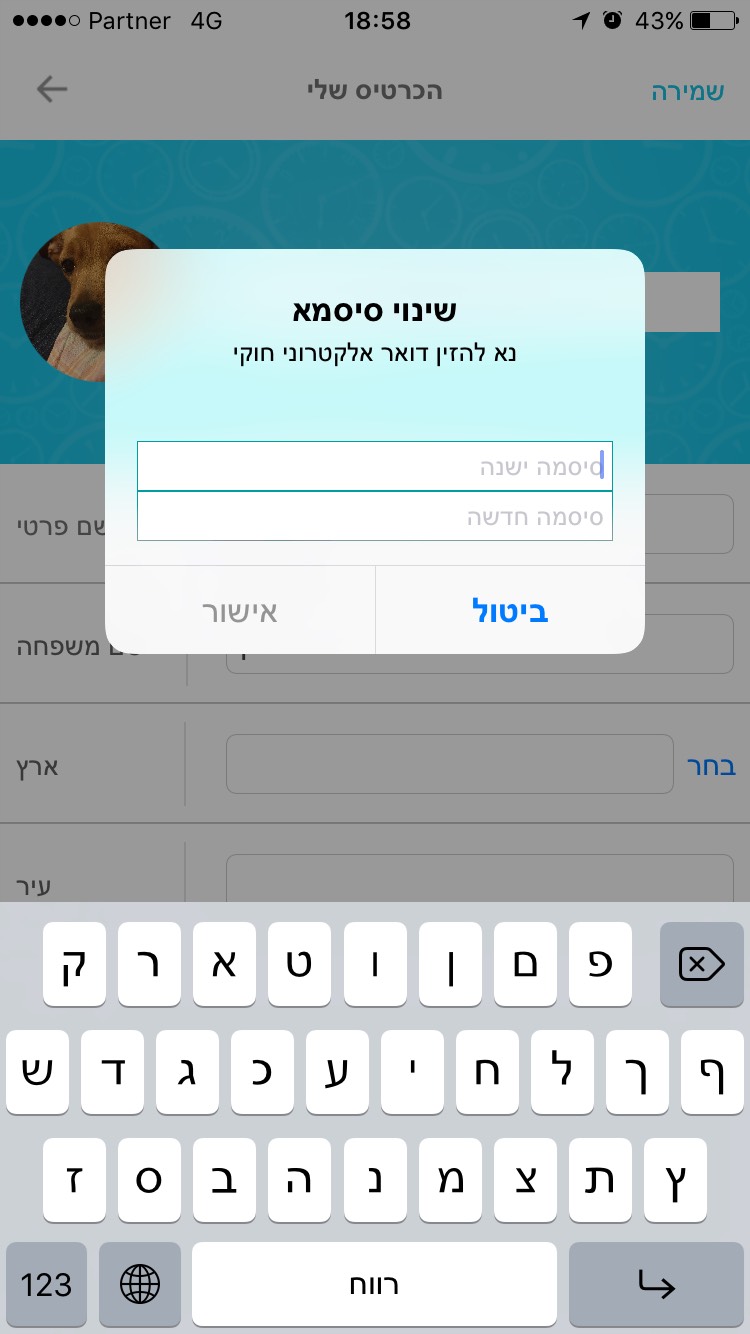 Partner 4G 18:58 43%
שמירה הכרטיס שלי
שינוי סיסמא
נא להזין דואר אלקטרוני חוקי
סיסמה ישנה
סיסמה חדשה
ביטול אישור
שם פרטי
משפחה
בחר ארץ
עיר
ק ר א ט ו ן ם פ
ש ד ג כ ע י ח ל ך ף
ז ס ב ה נ מ צ ת ץ
123 רווח